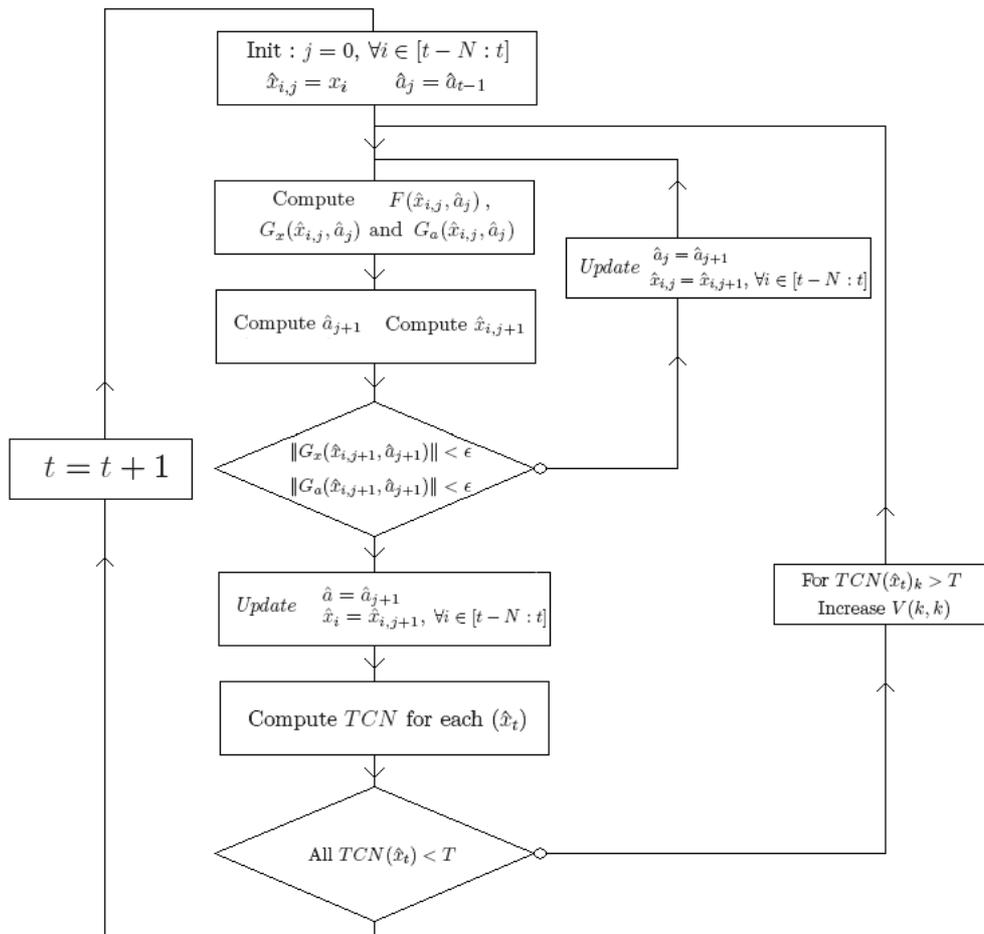 Init : j = 0, ∀i ∈ [t − N : t]
x̂_{i,j} = x_i â_j = â_{t−1}
Compute F(x̂_{i,j}, â_j) ,
G_x(x̂_{i,j}, â_j) and G_a(x̂_{i,j}, â_j)
Update â_j = â_{j+1}
x̂_{i,j} = x̂_{i,j+1}, ∀i ∈ [t − N : t]
Compute â_{j+1} Compute x̂_{i,j+1}
‖G_x(x̂_{i,j+1}, â_{j+1})‖ < ϵ
‖G_a(x̂_{i,j+1}, â_{j+1})‖ < ϵ
t = t + 1
For TCN(x̂_t)_k > T
Increase V(k, k)
Update â = â_{j+1}
x̂_i = x̂_{i,j+1}, ∀i ∈ [t − N : t]
Compute TCN for each (x̂_t)
All TCN(x̂_t) < T